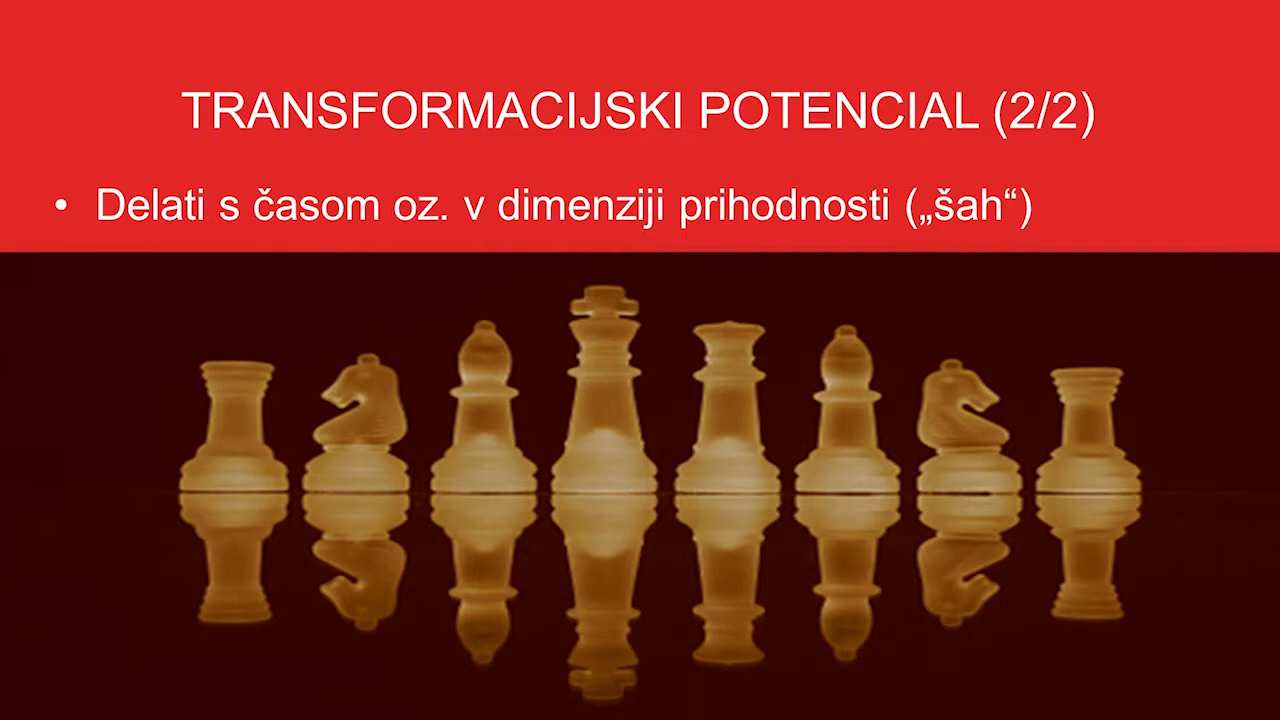 TRANSFORMACIJSKI POTENCIAL (2/2)
• Delati s časom oz. v dimenziji prihodnosti („šah“)